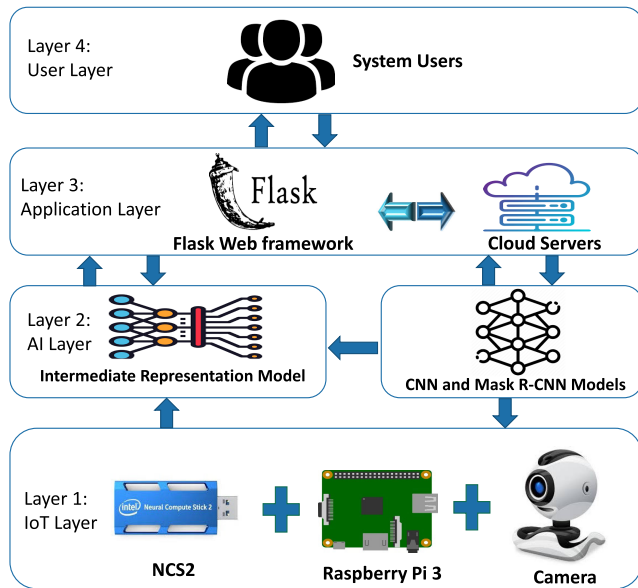 Layer 4:
User Layer
System Users
Layer 3:
Application Layer
Flask
Flask Web framework
Cloud Servers
Layer 2:
AI Layer
Intermediate Representation Model
CNN and Mask R-CNN Models
Layer 1:
IoT Layer
intel
Neural Compute Stick 2
NCS2
Raspberry Pi 3
Camera